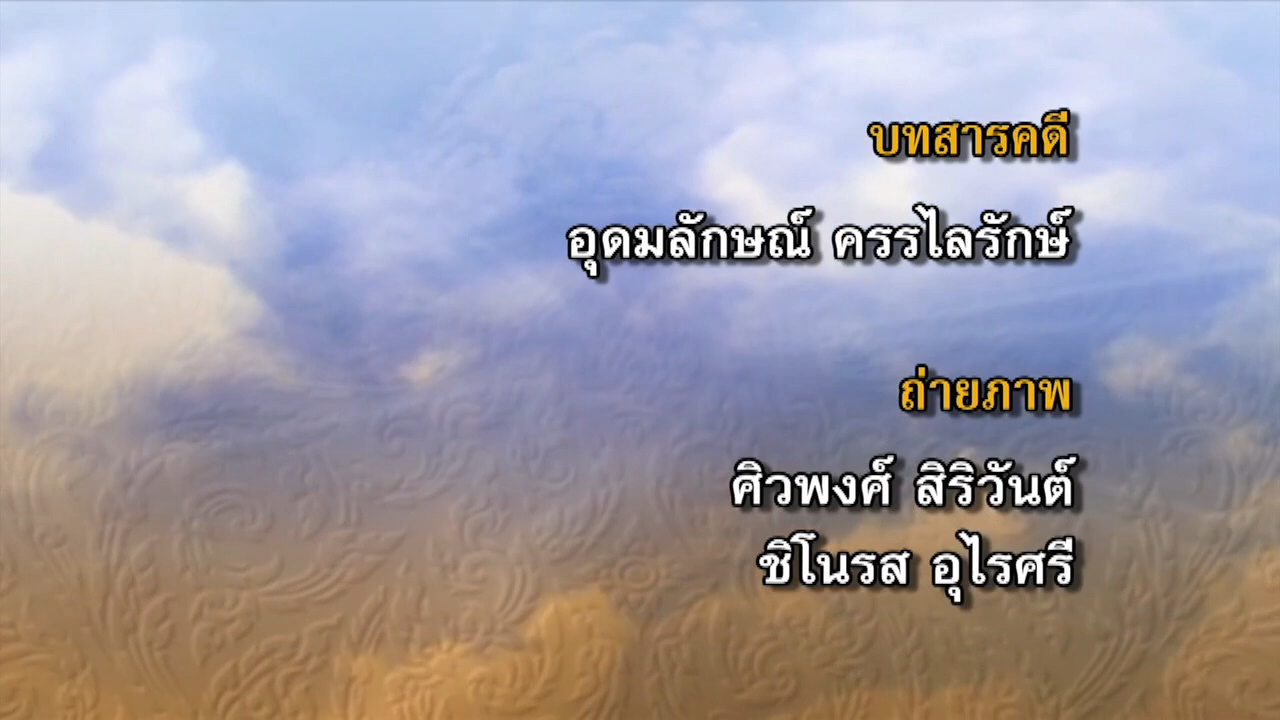 บทสารคดี
อุดมลักษณ์ ครรไลรักษ์
ถ่ายภาพ
ศิวพงศ์ สิริวันต์
ชิโนรส อุไรศรี